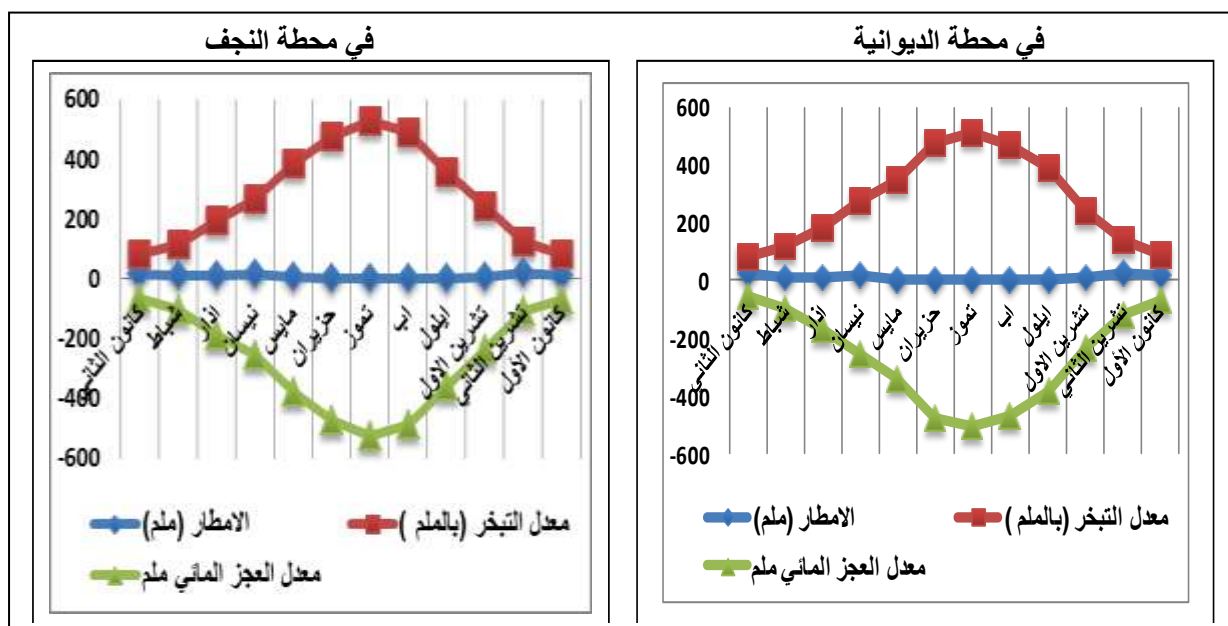 في محطة الديوانية
600
400
200
0
-200
-400
-600
كانون الثاني
شباط
اذار
نيسان
مايس
حزيران
تموز
اب
ايلول
تشرين الاول
تشرين الثاني
كانون الأول
الامطار (ملم)
معدل التبخر (بالملم )
معدل العجز المائي ملم
في محطة النجف
600
400
200
0
-200
-400
-600
كانون الثاني
شباط
اذار
نيسان
مايس
حزيران
تموز
اب
ايلول
تشرين الاول
تشرين الثاني
كانون الأول
الامطار (ملم)
معدل التبخر (بالملم )
معدل العجز المائي ملم